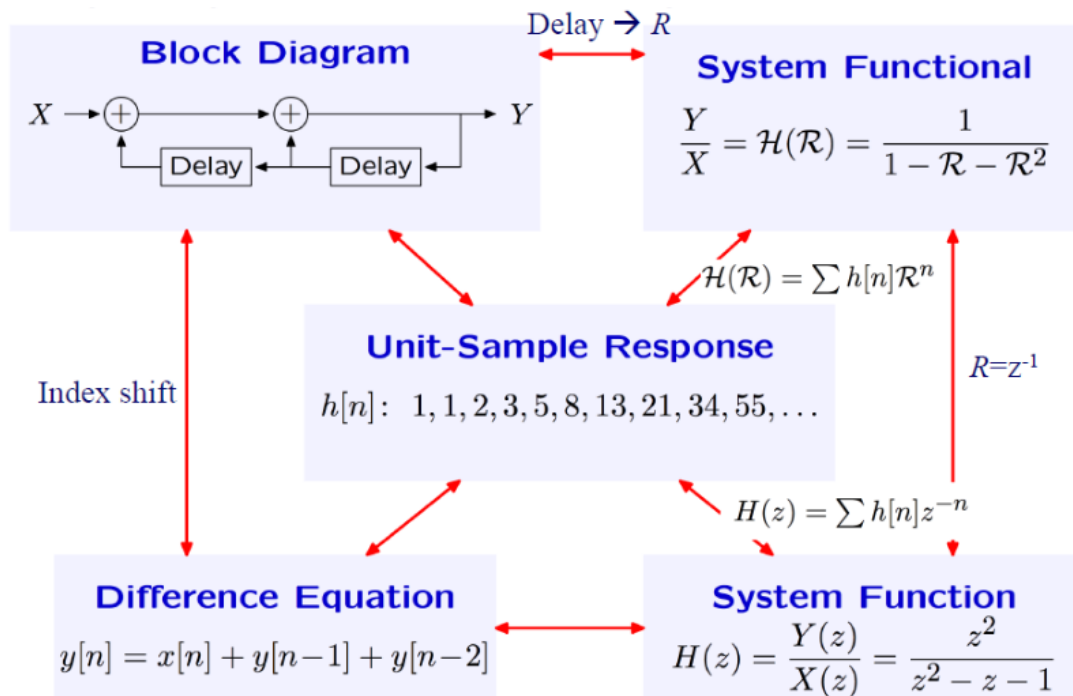 Delay → R
Block Diagram
X + + Y
Delay Delay
System Functional
Y/X = H(R) = 1/(1 − R − R²)
H(R) = ∑ h[n]Rⁿ
Unit-Sample Response
h[n]: 1, 1, 2, 3, 5, 8, 13, 21, 34, 55, . . .
Index shift
R=z⁻¹
H(z) = ∑ h[n]z⁻ⁿ
Difference Equation
y[n] = x[n] + y[n−1] + y[n−2]
System Function
H(z) = Y(z)/X(z) = z²/(z² − z − 1)